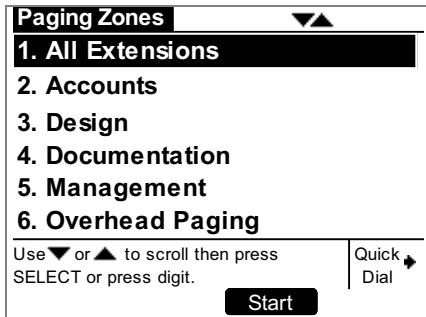 Paging Zones ▼▲
1. All Extensions
2. Accounts
3. Design
4. Documentation
5. Management
6. Overhead Paging
Use ▼ or ▲ to scroll then press
SELECT or press digit.
Quick
Dial
Start